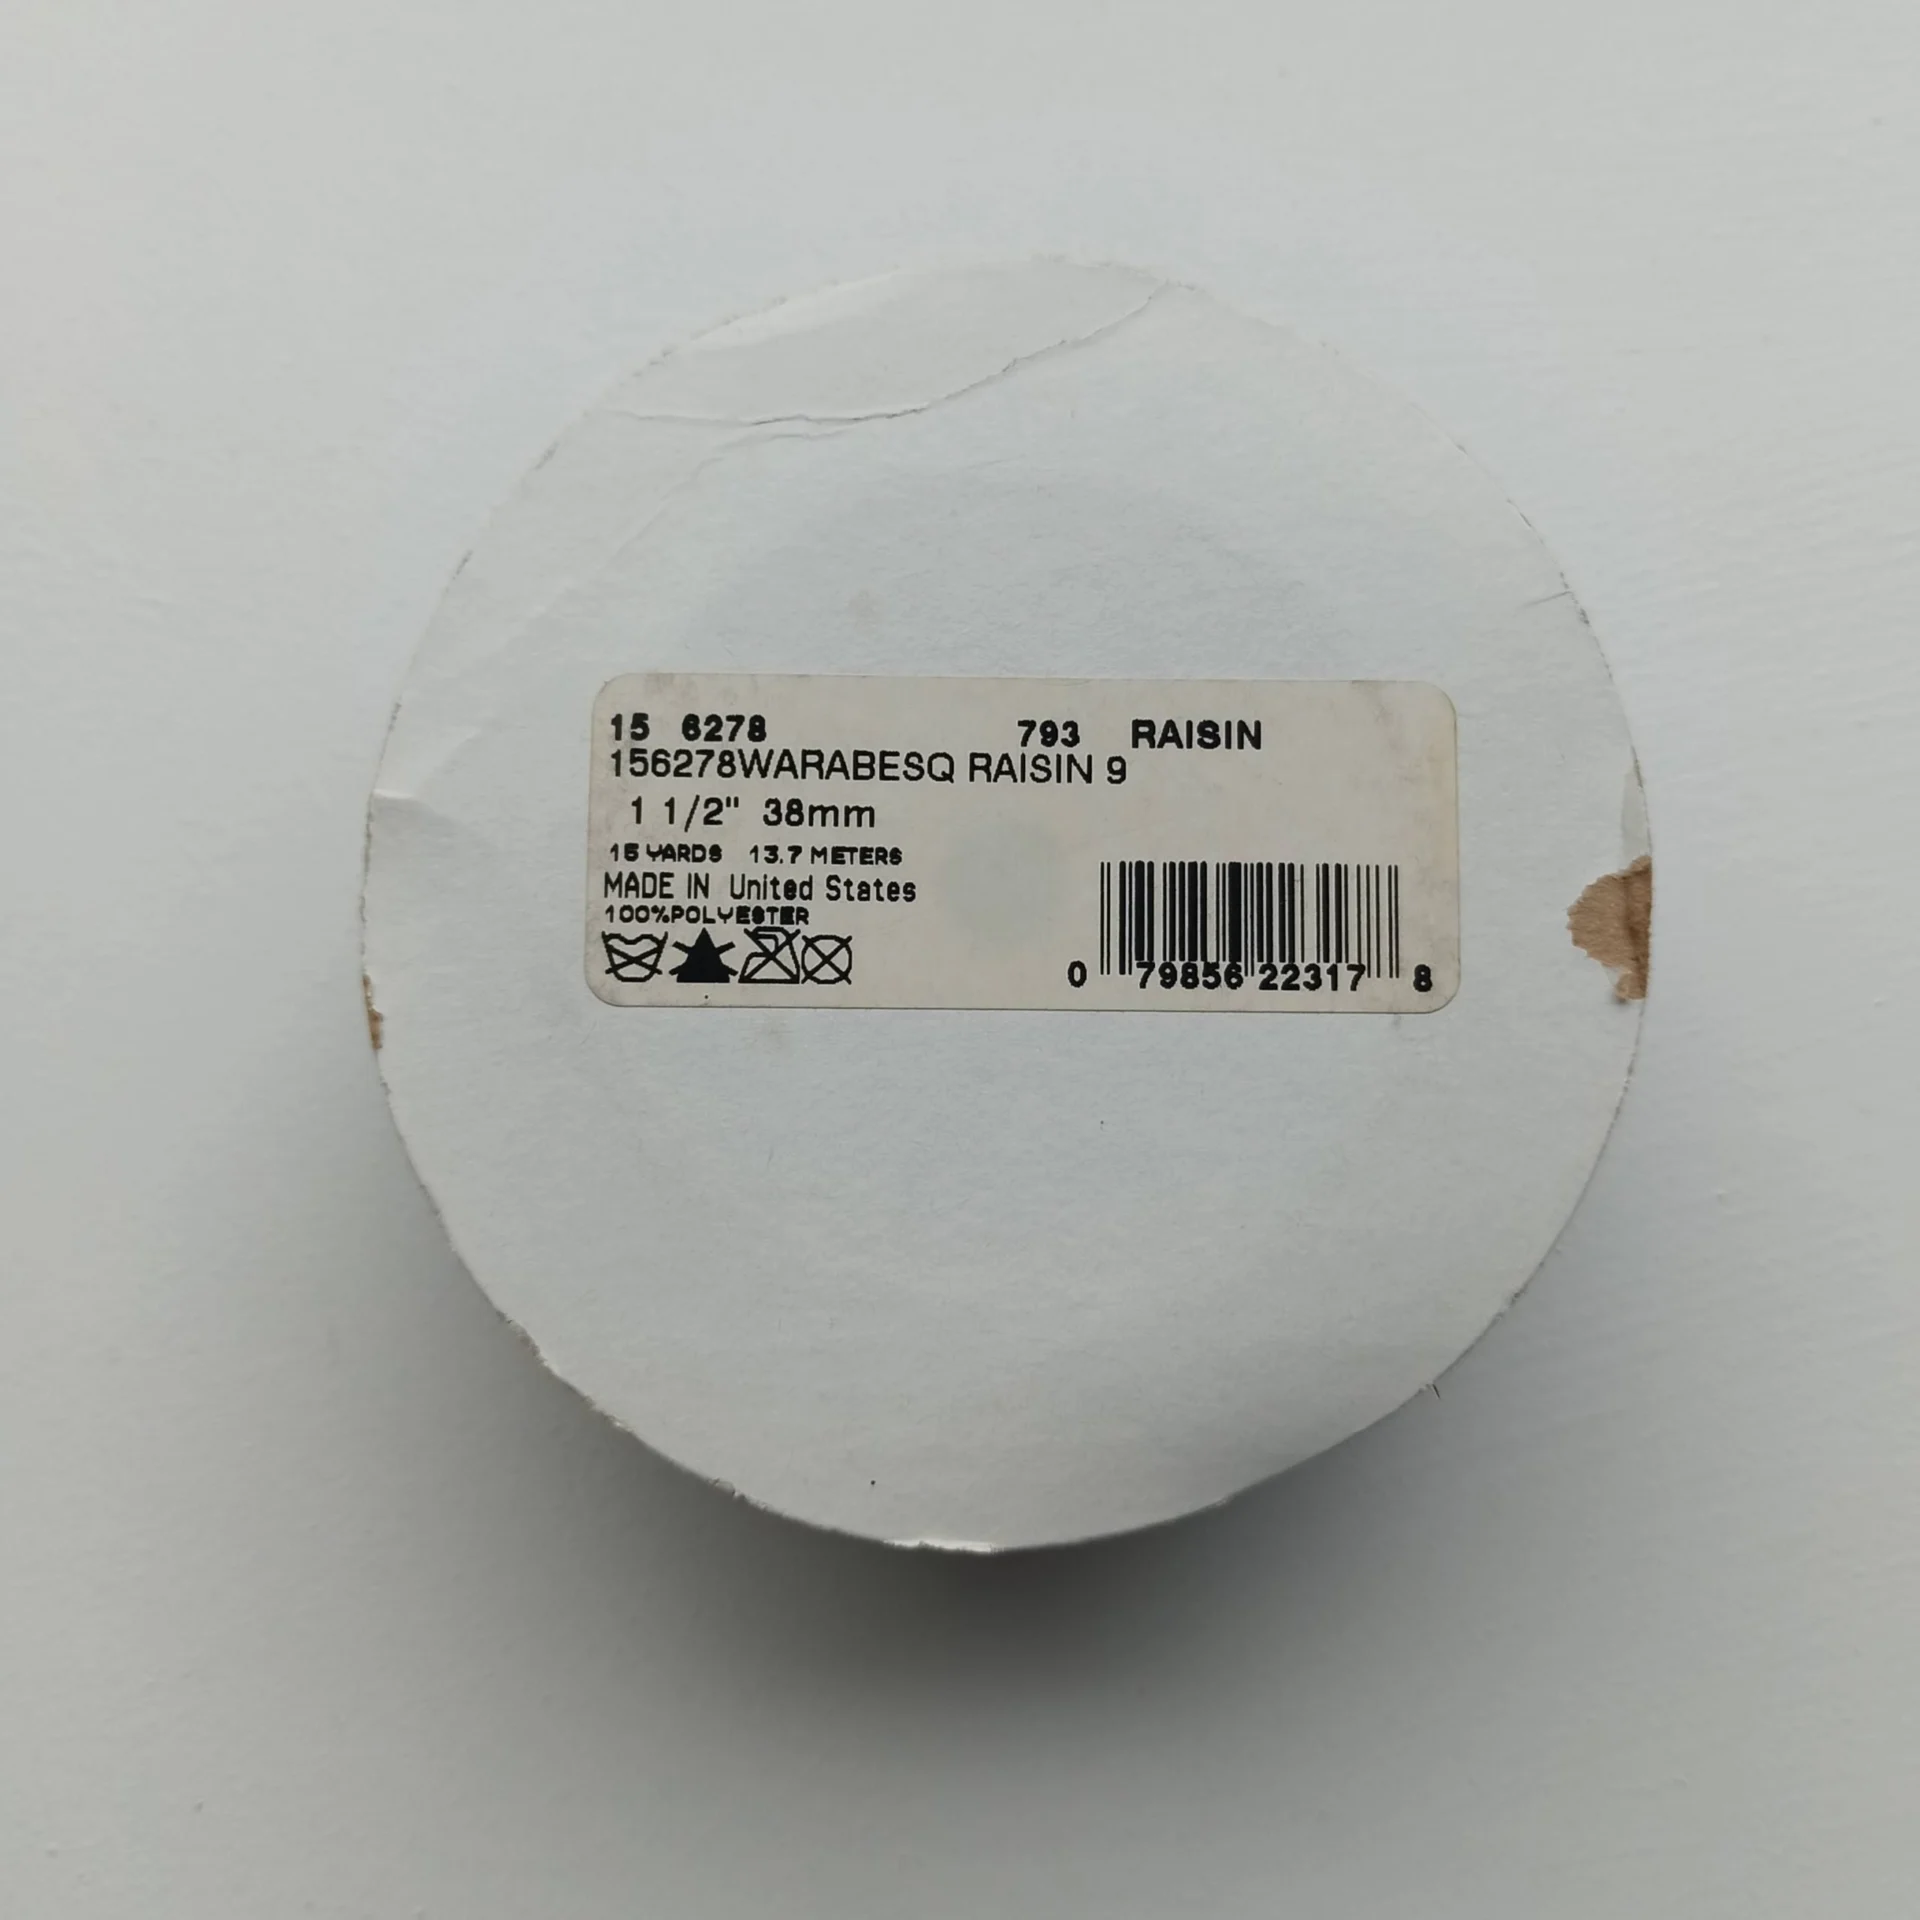 15 6278 793 RAISIN
156278WARABESQ RAISIN 9
1 1/2" 38mm
15 YARDS 13.7 METERS
MADE IN United States
100%POLYESTER
0 79856 22317 8